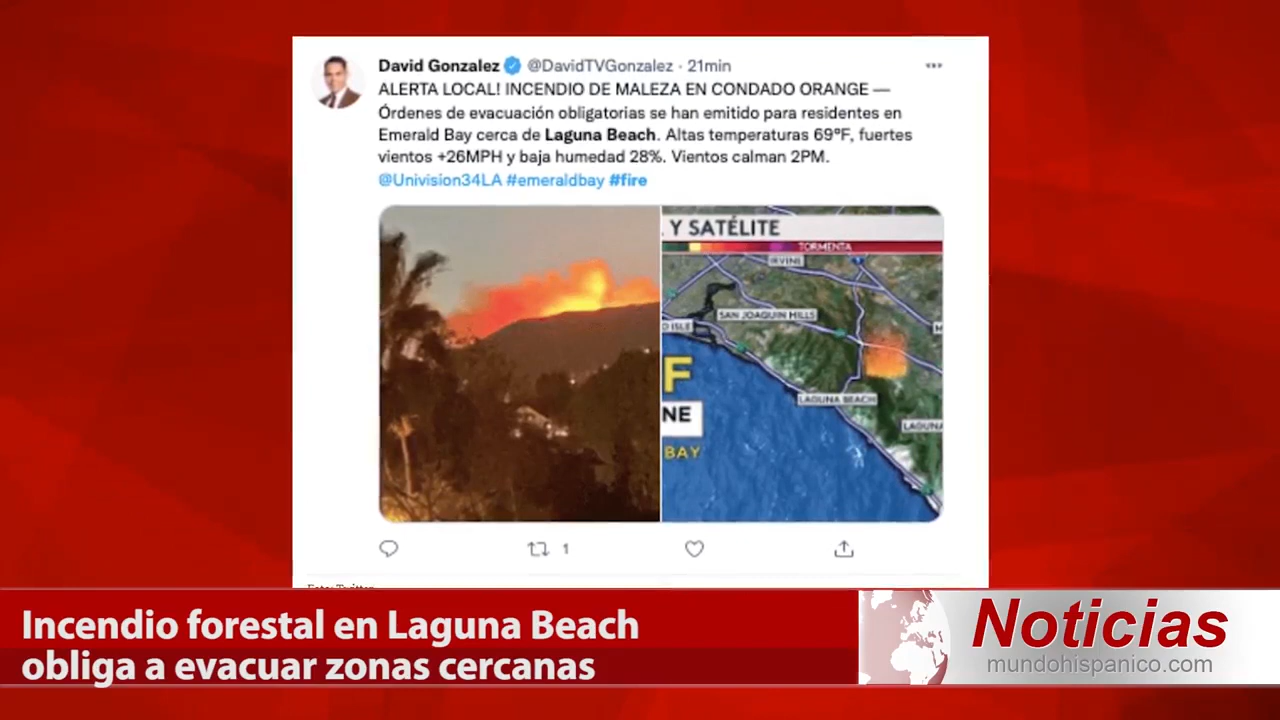 David Gonzalez @DavidTVGonzalez · 21min
ALERTA LOCAL! INCENDIO DE MALEZA EN CONDADO ORANGE —
Órdenes de evacuación obligatorias se han emitido para residentes en
Emerald Bay cerca de Laguna Beach. Altas temperaturas 69°F, fuertes
vientos +26MPH y baja humedad 28%. Vientos calman 2PM.
@Univision34LA #emeraldbay #fire
Y SATÉLITE
TORMENTA
IRVINE
SAN JOAQUIN HILLS
ISLE
F
LAGUNA BEACH
NE
LAGUNA
BAY
1
Incendio forestal en Laguna Beach
obliga a evacuar zonas cercanas
Noticias
mundohispanico.com